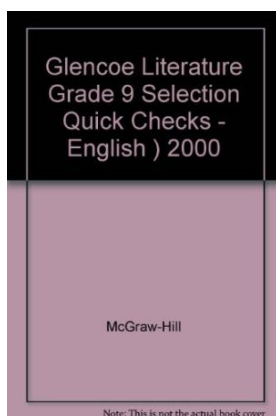 Glencoe Literature
Grade 9 Selection
Quick Checks -
English ) 2000
McGraw-Hill
Note: This is not the actual book cover